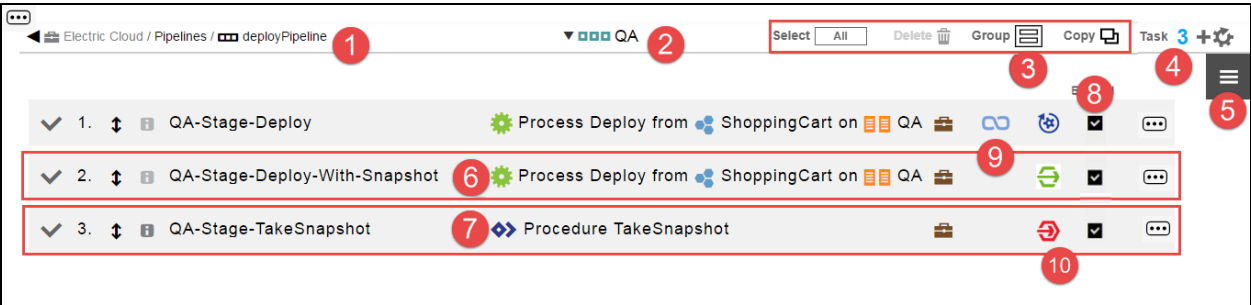 Electric Cloud / Pipelines / deployPipeline 1 QA 2 Select All Delete Group Copy Task 3
3 4
8 5
1. QA-Stage-Deploy Process Deploy from ShoppingCart on QA
9
2. QA-Stage-Deploy-With-Snapshot 6 Process Deploy from ShoppingCart on QA
3. QA-Stage-TakeSnapshot 7 Procedure TakeSnapshot
10